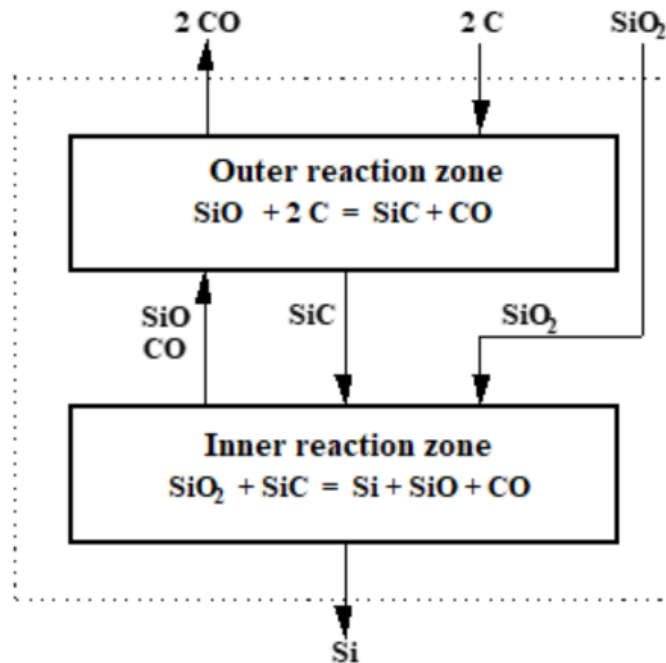 2 CO 2 C SiO₂
Outer reaction zone
SiO + 2 C = SiC + CO
SiO SiC SiO₂
CO
Inner reaction zone
SiO₂ + SiC = Si + SiO + CO
Si